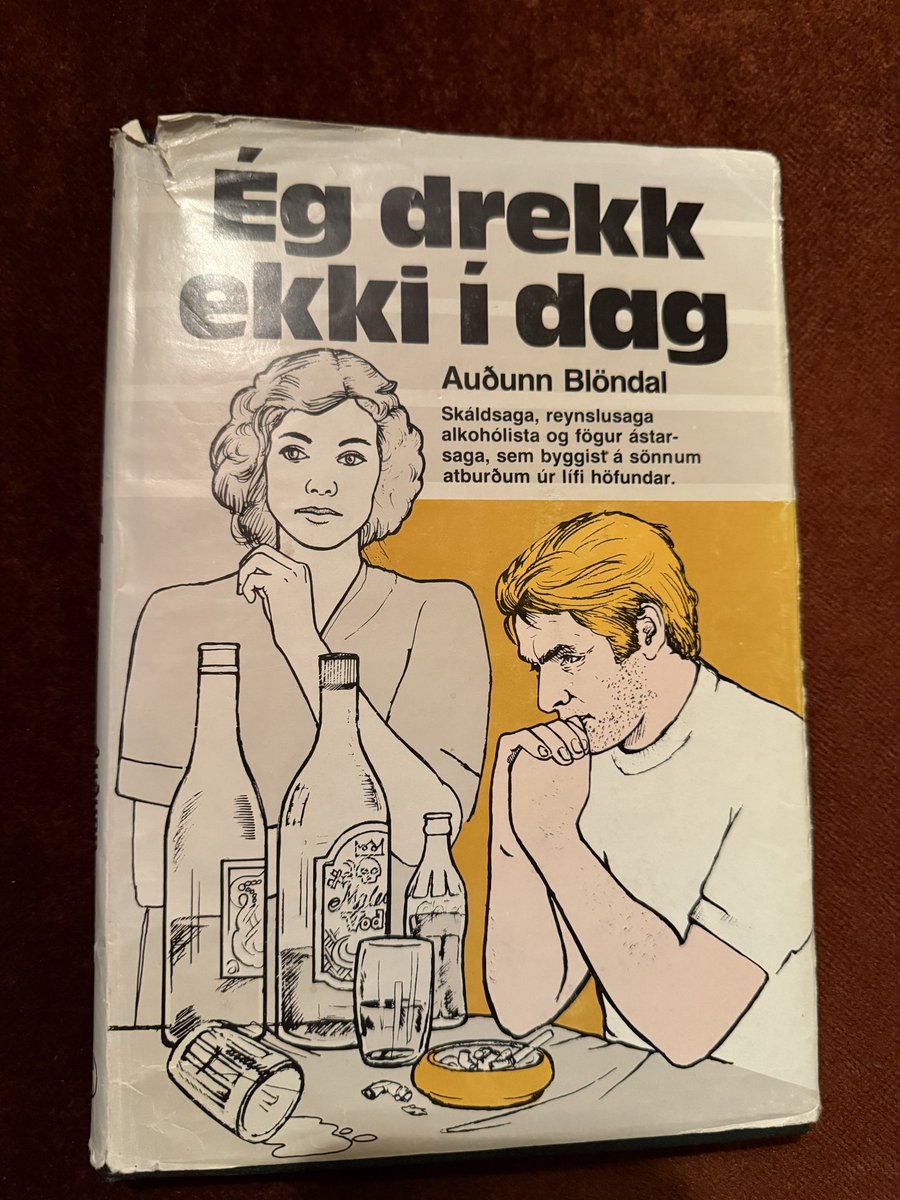 Ég drekk
ekki í dag
Auðunn Blöndal
Skáldsaga, reynslusaga
alkohólista og fögur ástar-
saga, sem byggist á sönnum
atburðum úr lífi höfundar.